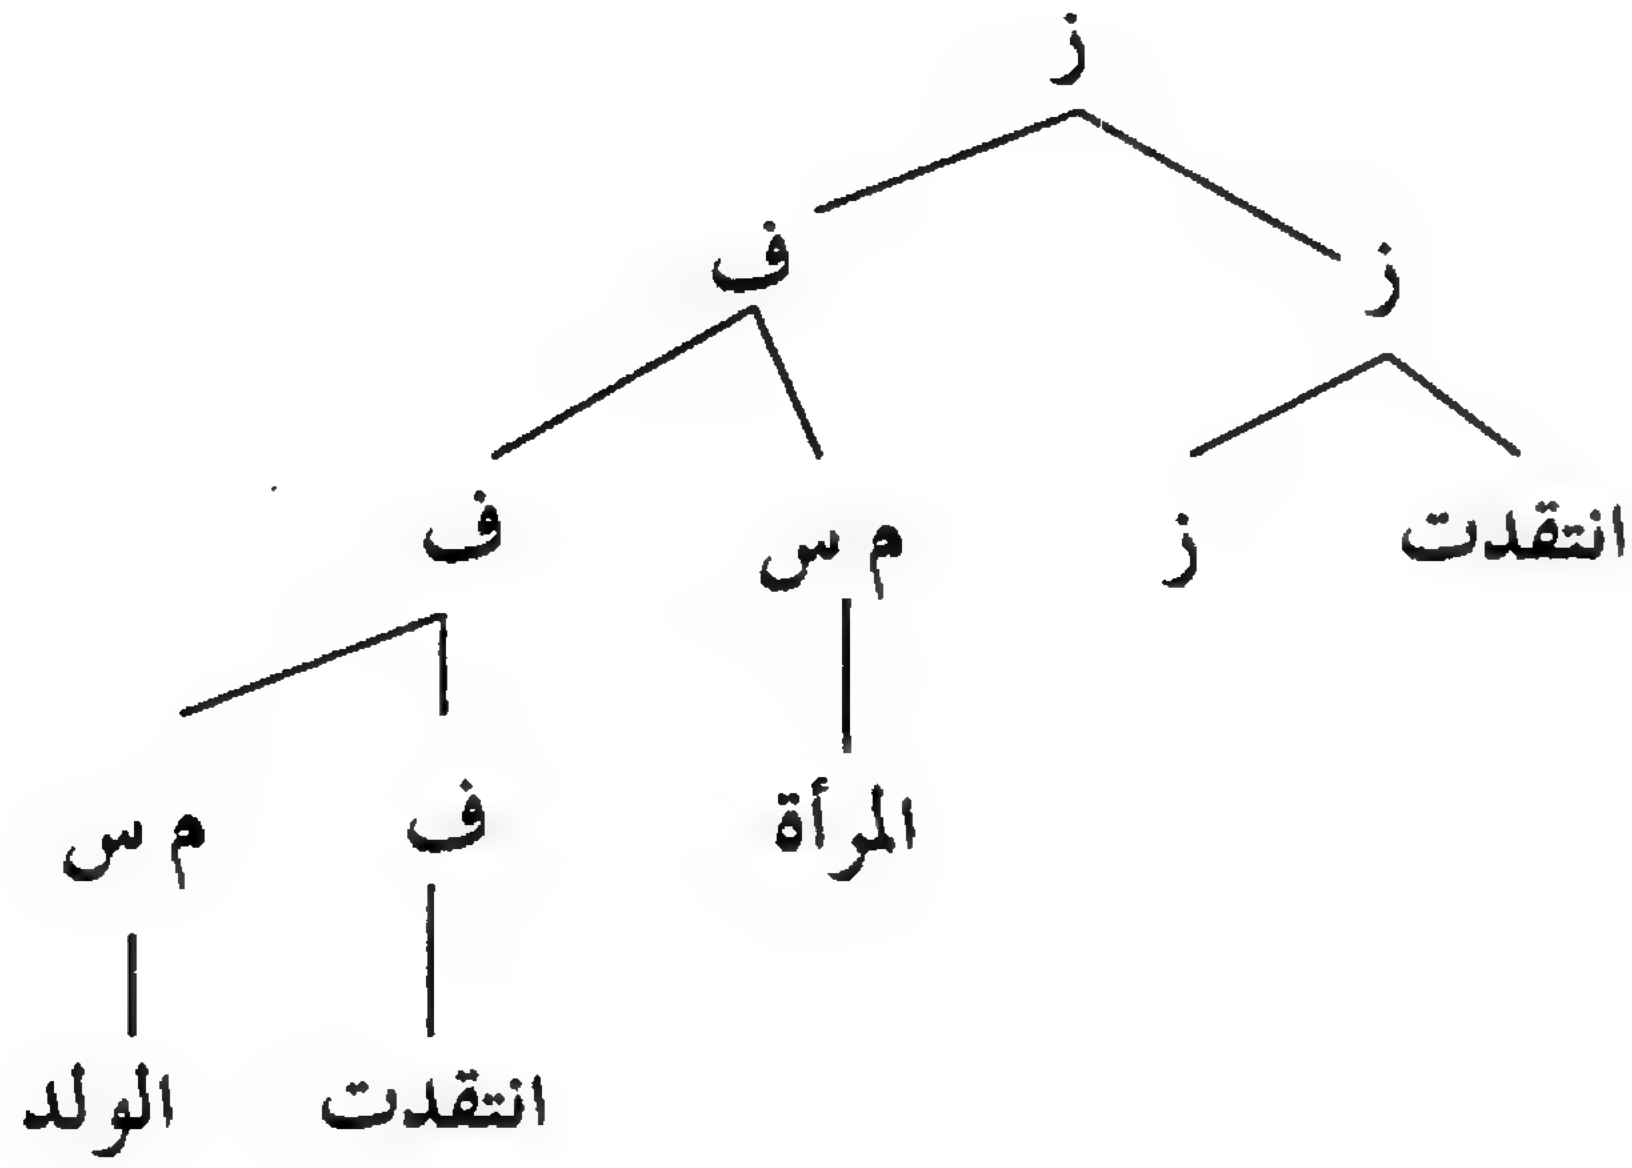 ز
ز ف
انتقدت ز م س ف
المرأة ف م س
انتقدت الولد